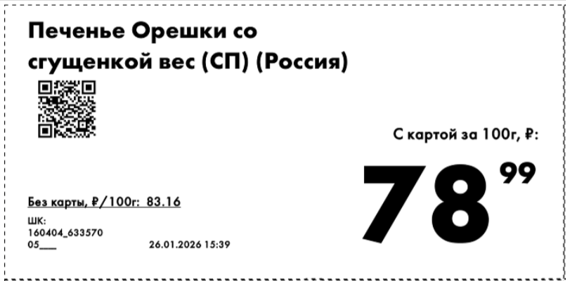 Печенье Орешки со
сгущенкой вес (СП) (Россия)
С картой за 100г, ₽:
78 99
Без карты, ₽/100г: 83.16
ШК:
160404_633570
05___ 26.01.2026 15:39